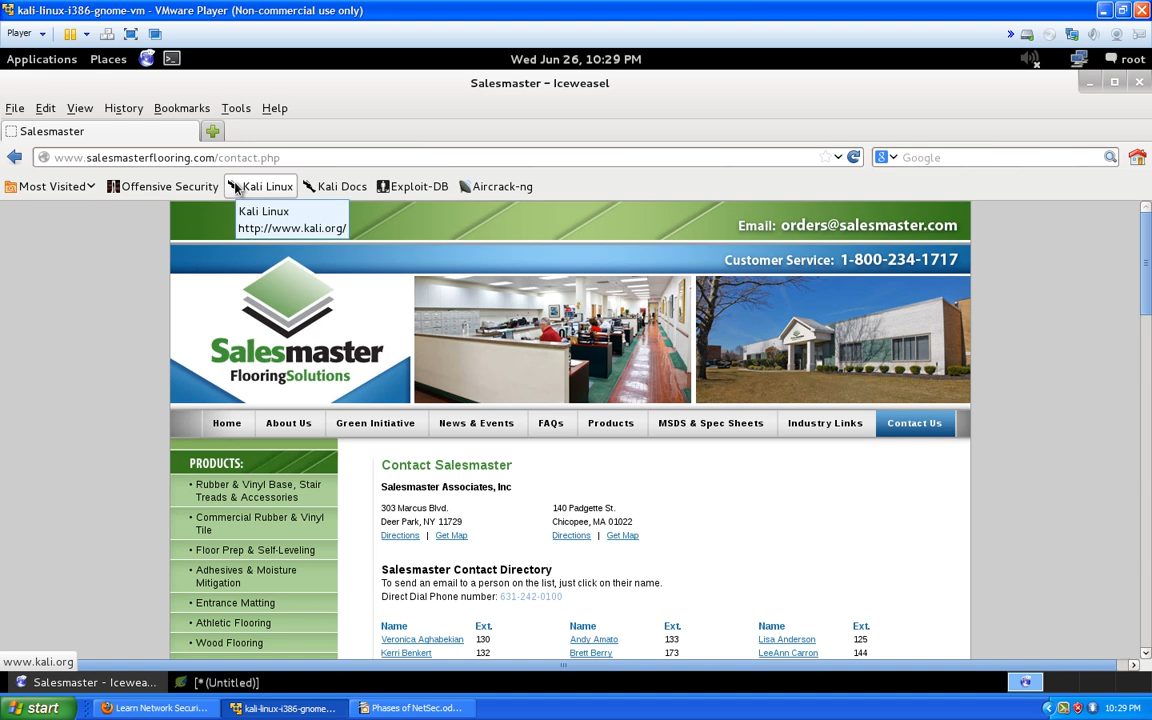 kali-linux-i386-gnome-vm - VMware Player (Non-commercial use only)
Player
Applications Places Wed Jun 26, 10:29 PM root
Salesmaster - Iceweasel
File Edit View History Bookmarks Tools Help
Salesmaster
www.salesmasterflooring.com/contact.php Google
Most Visited Offensive Security Kali Linux Kali Docs Exploit-DB Aircrack-ng
Kali Linux
http://www.kali.org/
Email: orders@salesmaster.com
Customer Service: 1-800-234-1717
Salesmaster
FlooringSolutions
Home About Us Green Initiative News & Events FAQs Products MSDS & Spec Sheets Industry Links Contact Us
PRODUCTS:
• Rubber & Vinyl Base, Stair
Treads & Accessories
• Commercial Rubber & Vinyl
Tile
• Floor Prep & Self-Leveling
• Adhesives & Moisture
Mitigation
• Entrance Matting
• Athletic Flooring
• Wood Flooring
Contact Salesmaster
Salesmaster Associates, Inc
303 Marcus Blvd. 140 Padgette St.
Deer Park, NY 11729 Chicopee, MA 01022
Directions | Get Map Directions | Get Map
Salesmaster Contact Directory
To send an email to a person on the list, just click on their name.
Direct Dial Phone number: 631-242-0100
Name Ext. Name Ext. Name Ext.
Veronica Aghabekian 130 Andy Amato 133 Lisa Anderson 125
Kerri Benkert 132 Brett Berry 173 LeeAnn Carron 144
www.kali.org
Salesmaster - Icewea... [*(Untitled)]
start Learn Network Securi... kali-linux-i386-gnome... Phases of NetSec.od... 10:29 PM